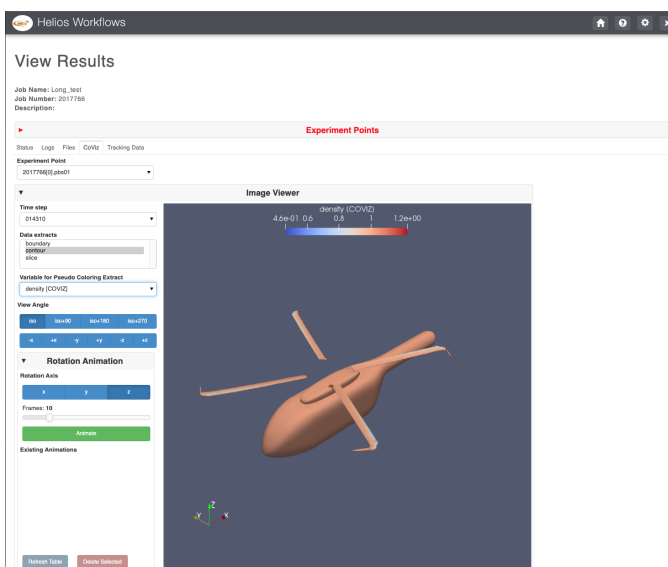 Helios Workflows
View Results
Job Name: Long_test
Job Number: 2017766
Description:
Experiment Points
Status Logs Files CoViz Tracking Data
Experiment Point
2017766[0].pbs01
Image Viewer
Time step
014310
Data extracts
boundary
contour
slice
Variable for Pseudo Coloring Extract
density [COVIZ]
View Angle
iso iso+90 iso+180 iso+270
-x +x -y +y -z +z
Rotation Animation
Rotation Axis
x y z
Frames: 10
Animate
Existing Animations
Refresh Table Delete Selected
density (COVIZ)
4.6e-01 0.6 0.8 1 1.2e+00
Z
Y X